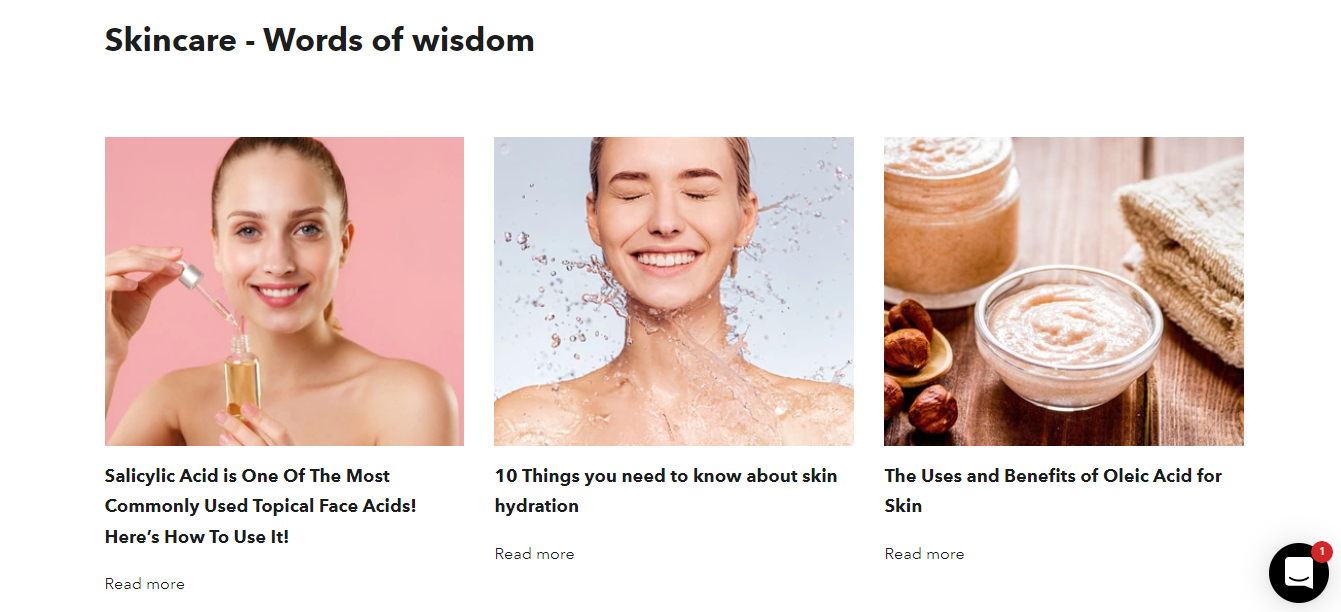 Skincare - Words of wisdom
Salicylic Acid is One Of The Most
Commonly Used Topical Face Acids!
Here’s How To Use It!
Read more
10 Things you need to know about skin
hydration
Read more
The Uses and Benefits of Oleic Acid for
Skin
Read more
1